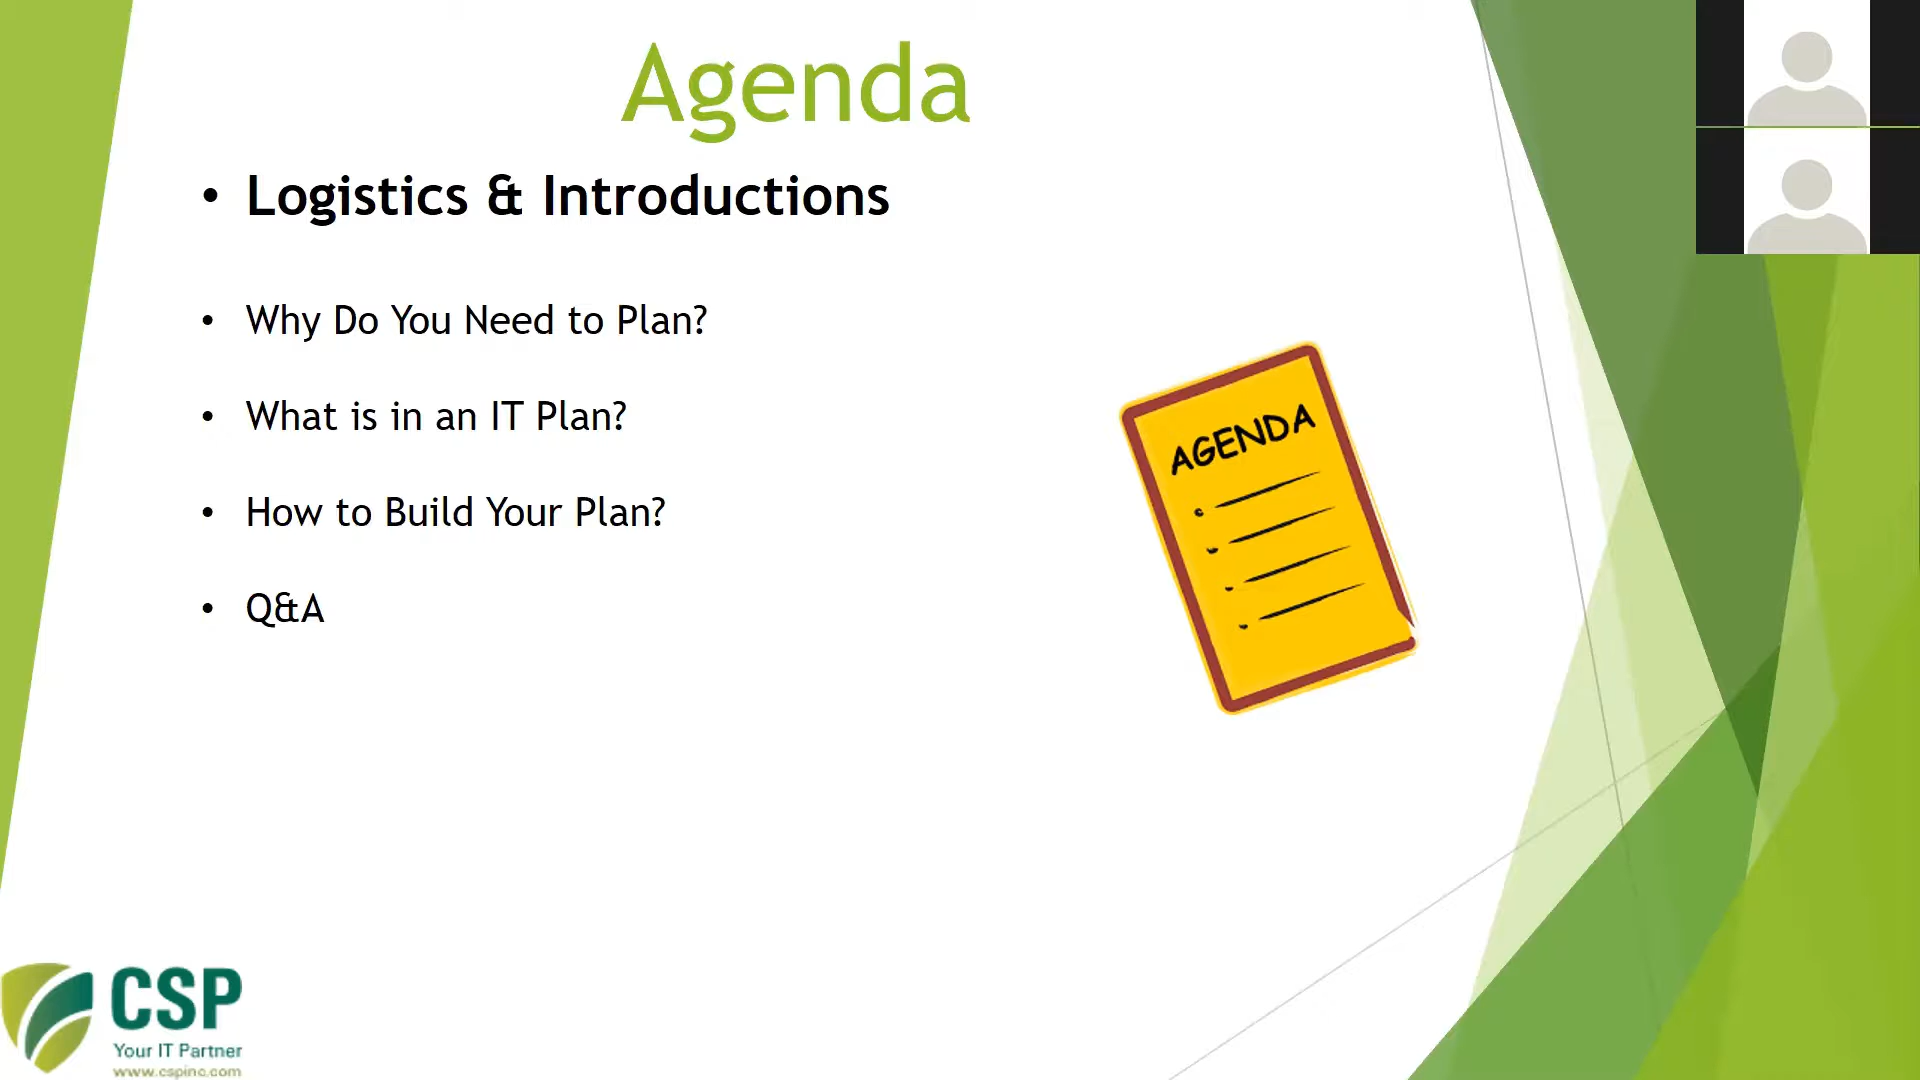 Agenda
• Logistics & Introductions
• Why Do You Need to Plan?
• What is in an IT Plan?
• How to Build Your Plan?
• Q&A
AGENDA
CSP
Your IT Partner
www.cspinc.com